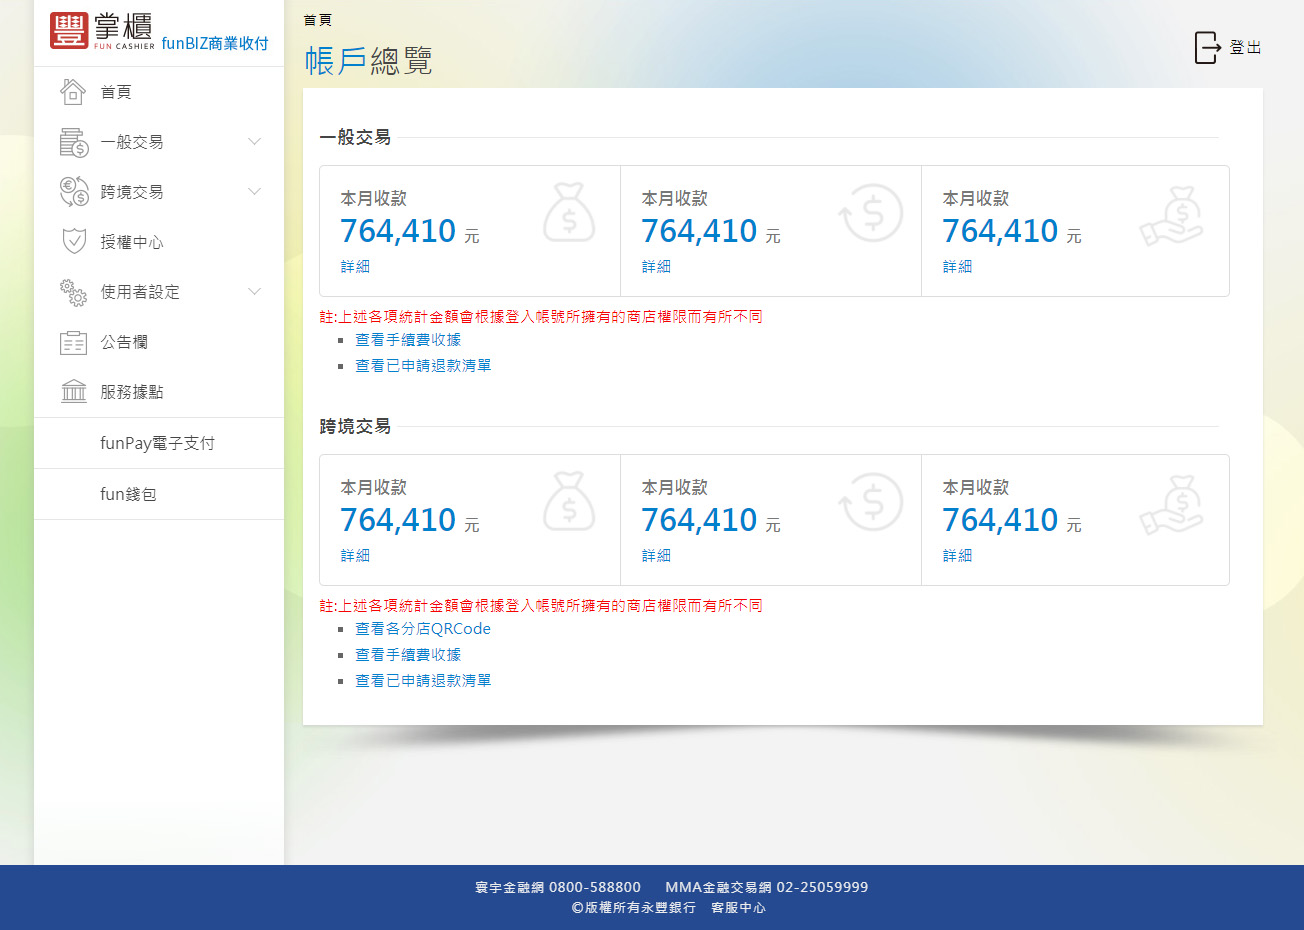 豐 掌櫃
FUN CASHIER
funBIZ商業收付
首頁
一般交易
跨境交易
授權中心
使用者設定
公告欄
服務據點
funPay電子支付
fun錢包
首頁
帳戶總覽
登出
一般交易
本月收款
764,410 元
詳細
本月收款
764,410 元
詳細
本月收款
764,410 元
詳細
註:上述各項統計金額會根據登入帳號所擁有的商店權限而有所不同
查看手續費收據
查看已申請退款清單
跨境交易
本月收款
764,410 元
詳細
本月收款
764,410 元
詳細
本月收款
764,410 元
詳細
註:上述各項統計金額會根據登入帳號所擁有的商店權限而有所不同
查看各分店QRCode
查看手續費收據
查看已申請退款清單
寰宇金融網 0800-588800 MMA金融交易網 02-25059999
©版權所有永豐銀行 客服中心